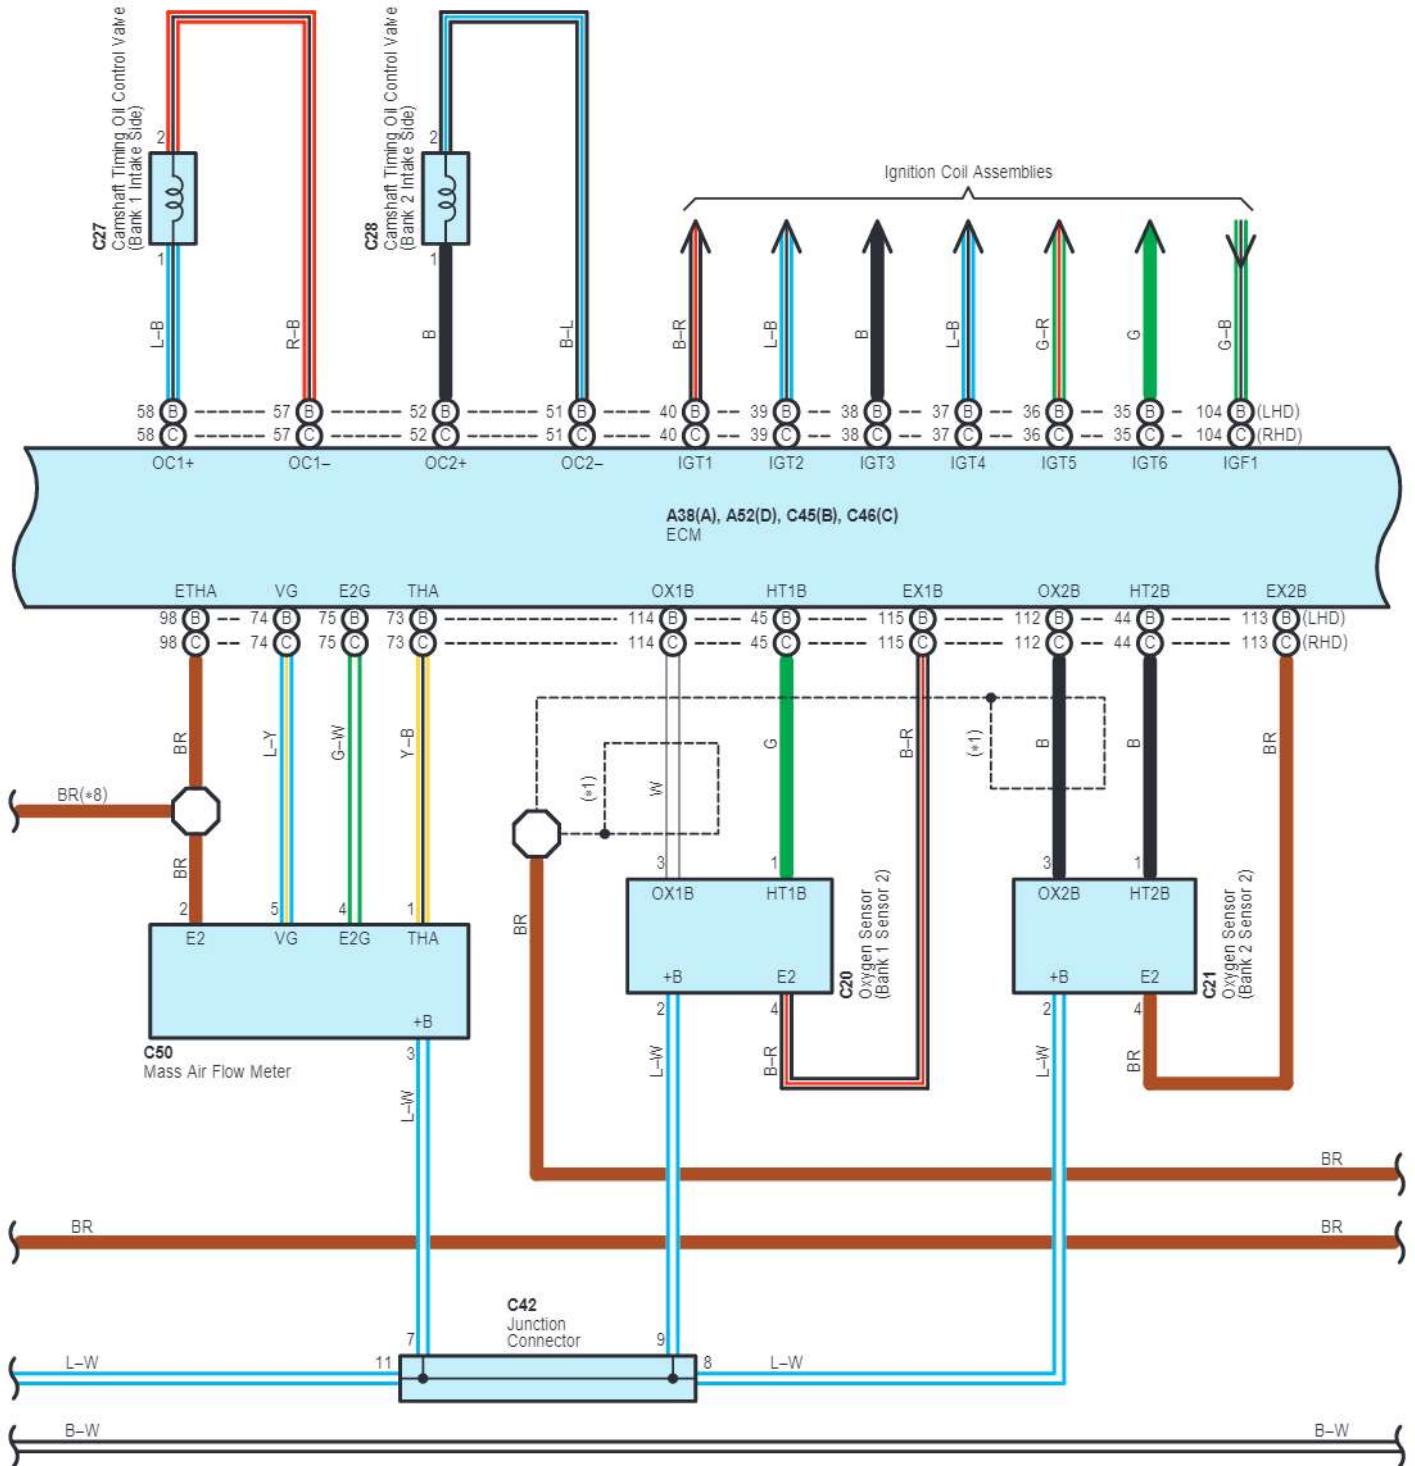 C27
Camshaft Timing Oil Control Valve
(Bank 1 Intake Side)
2
1
L–B
R–B
C28
Camshaft Timing Oil Control Valve
(Bank 2 Intake Side)
2
1
B
B–L
Ignition Coil Assemblies
B–R
L–B
B
L–B
G–R
G
G–B
58 B 57 B 52 B 51 B 40 B 39 B 38 B 37 B 36 B 35 B 104 B (LHD)
58 C 57 C 52 C 51 C 40 C 39 C 38 C 37 C 36 C 35 C 104 C (RHD)
OC1+ OC1– OC2+ OC2– IGT1 IGT2 IGT3 IGT4 IGT5 IGT6 IGF1
A38(A), A52(D), C45(B), C46(C)
ECM
ETHA VG E2G THA OX1B HT1B EX1B OX2B HT2B EX2B
98 B 74 B 75 B 73 B 114 B 45 B 115 B 112 B 44 B 113 B (LHD)
98 C 74 C 75 C 73 C 114 C 45 C 115 C 112 C 44 C 113 C (RHD)
BR
L–Y
G–W
Y–B
(*1)
W
G
B–R
(*1)
B
B
BR
BR(*8)
BR
2 5 4 1
E2 VG E2G THA
+B
3
C50
Mass Air Flow Meter
L–W
BR
3 1
OX1B HT1B
+B E2
2 4
C20
Oxygen Sensor
(Bank 1 Sensor 2)
L–W
B–R
3 1
OX2B HT2B
+B E2
2 4
C21
Oxygen Sensor
(Bank 2 Sensor 2)
L–W
BR
BR
BR BR
C42
Junction
Connector
7 9
L–W 11 8 L–W
B–W B–W